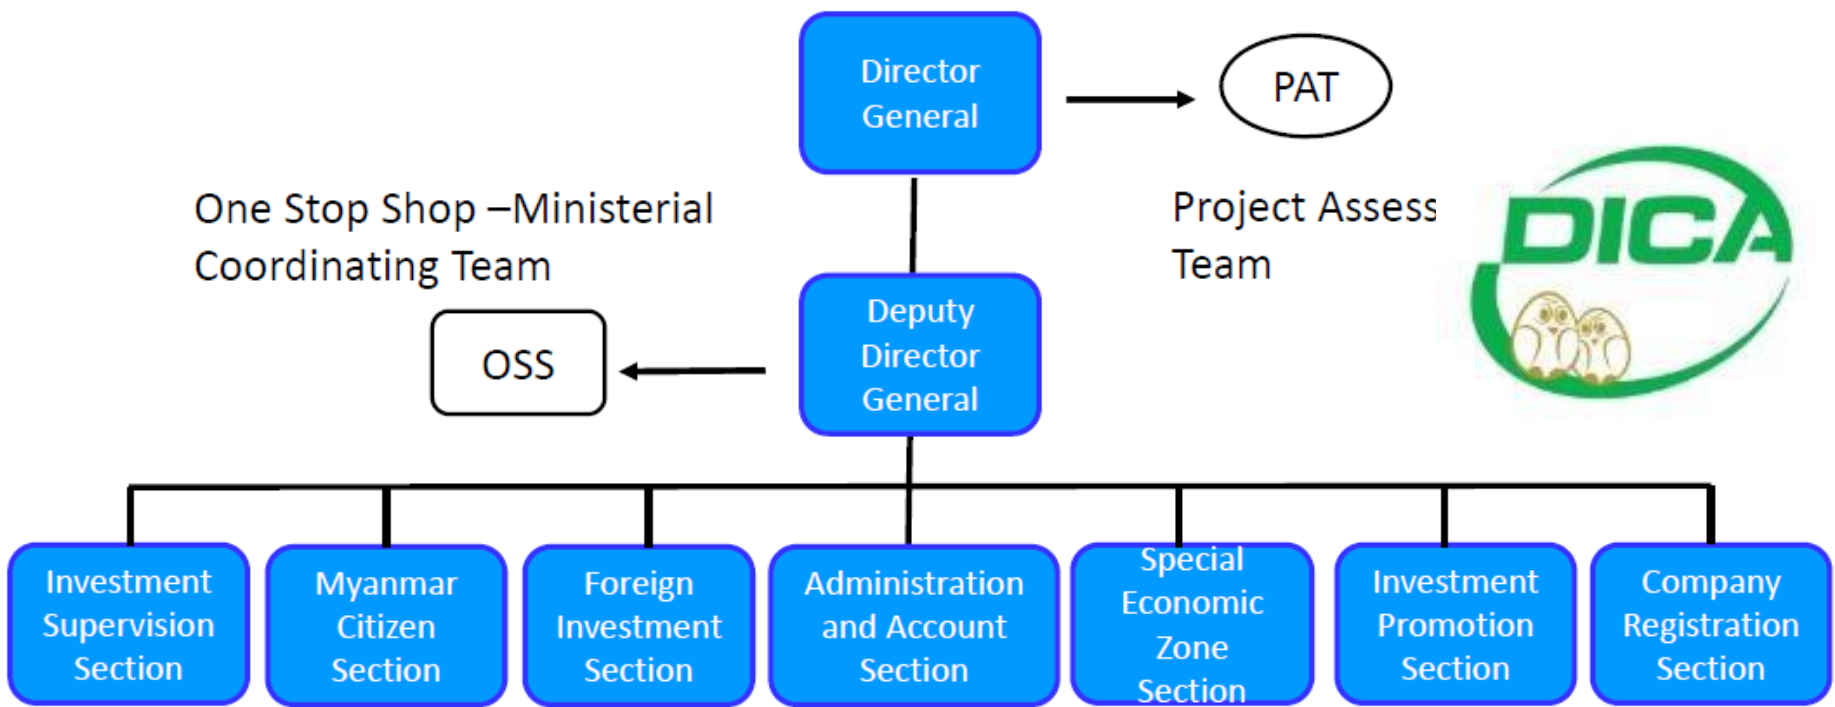 Director
General
PAT
One Stop Shop –Ministerial
Coordinating Team
Project Assess
Team
DICA
Deputy
Director
General
OSS
Investment
Supervision
Section
Myanmar
Citizen
Section
Foreign
Investment
Section
Administration
and Account
Section
Special
Economic
Zone
Section
Investment
Promotion
Section
Company
Registration
Section